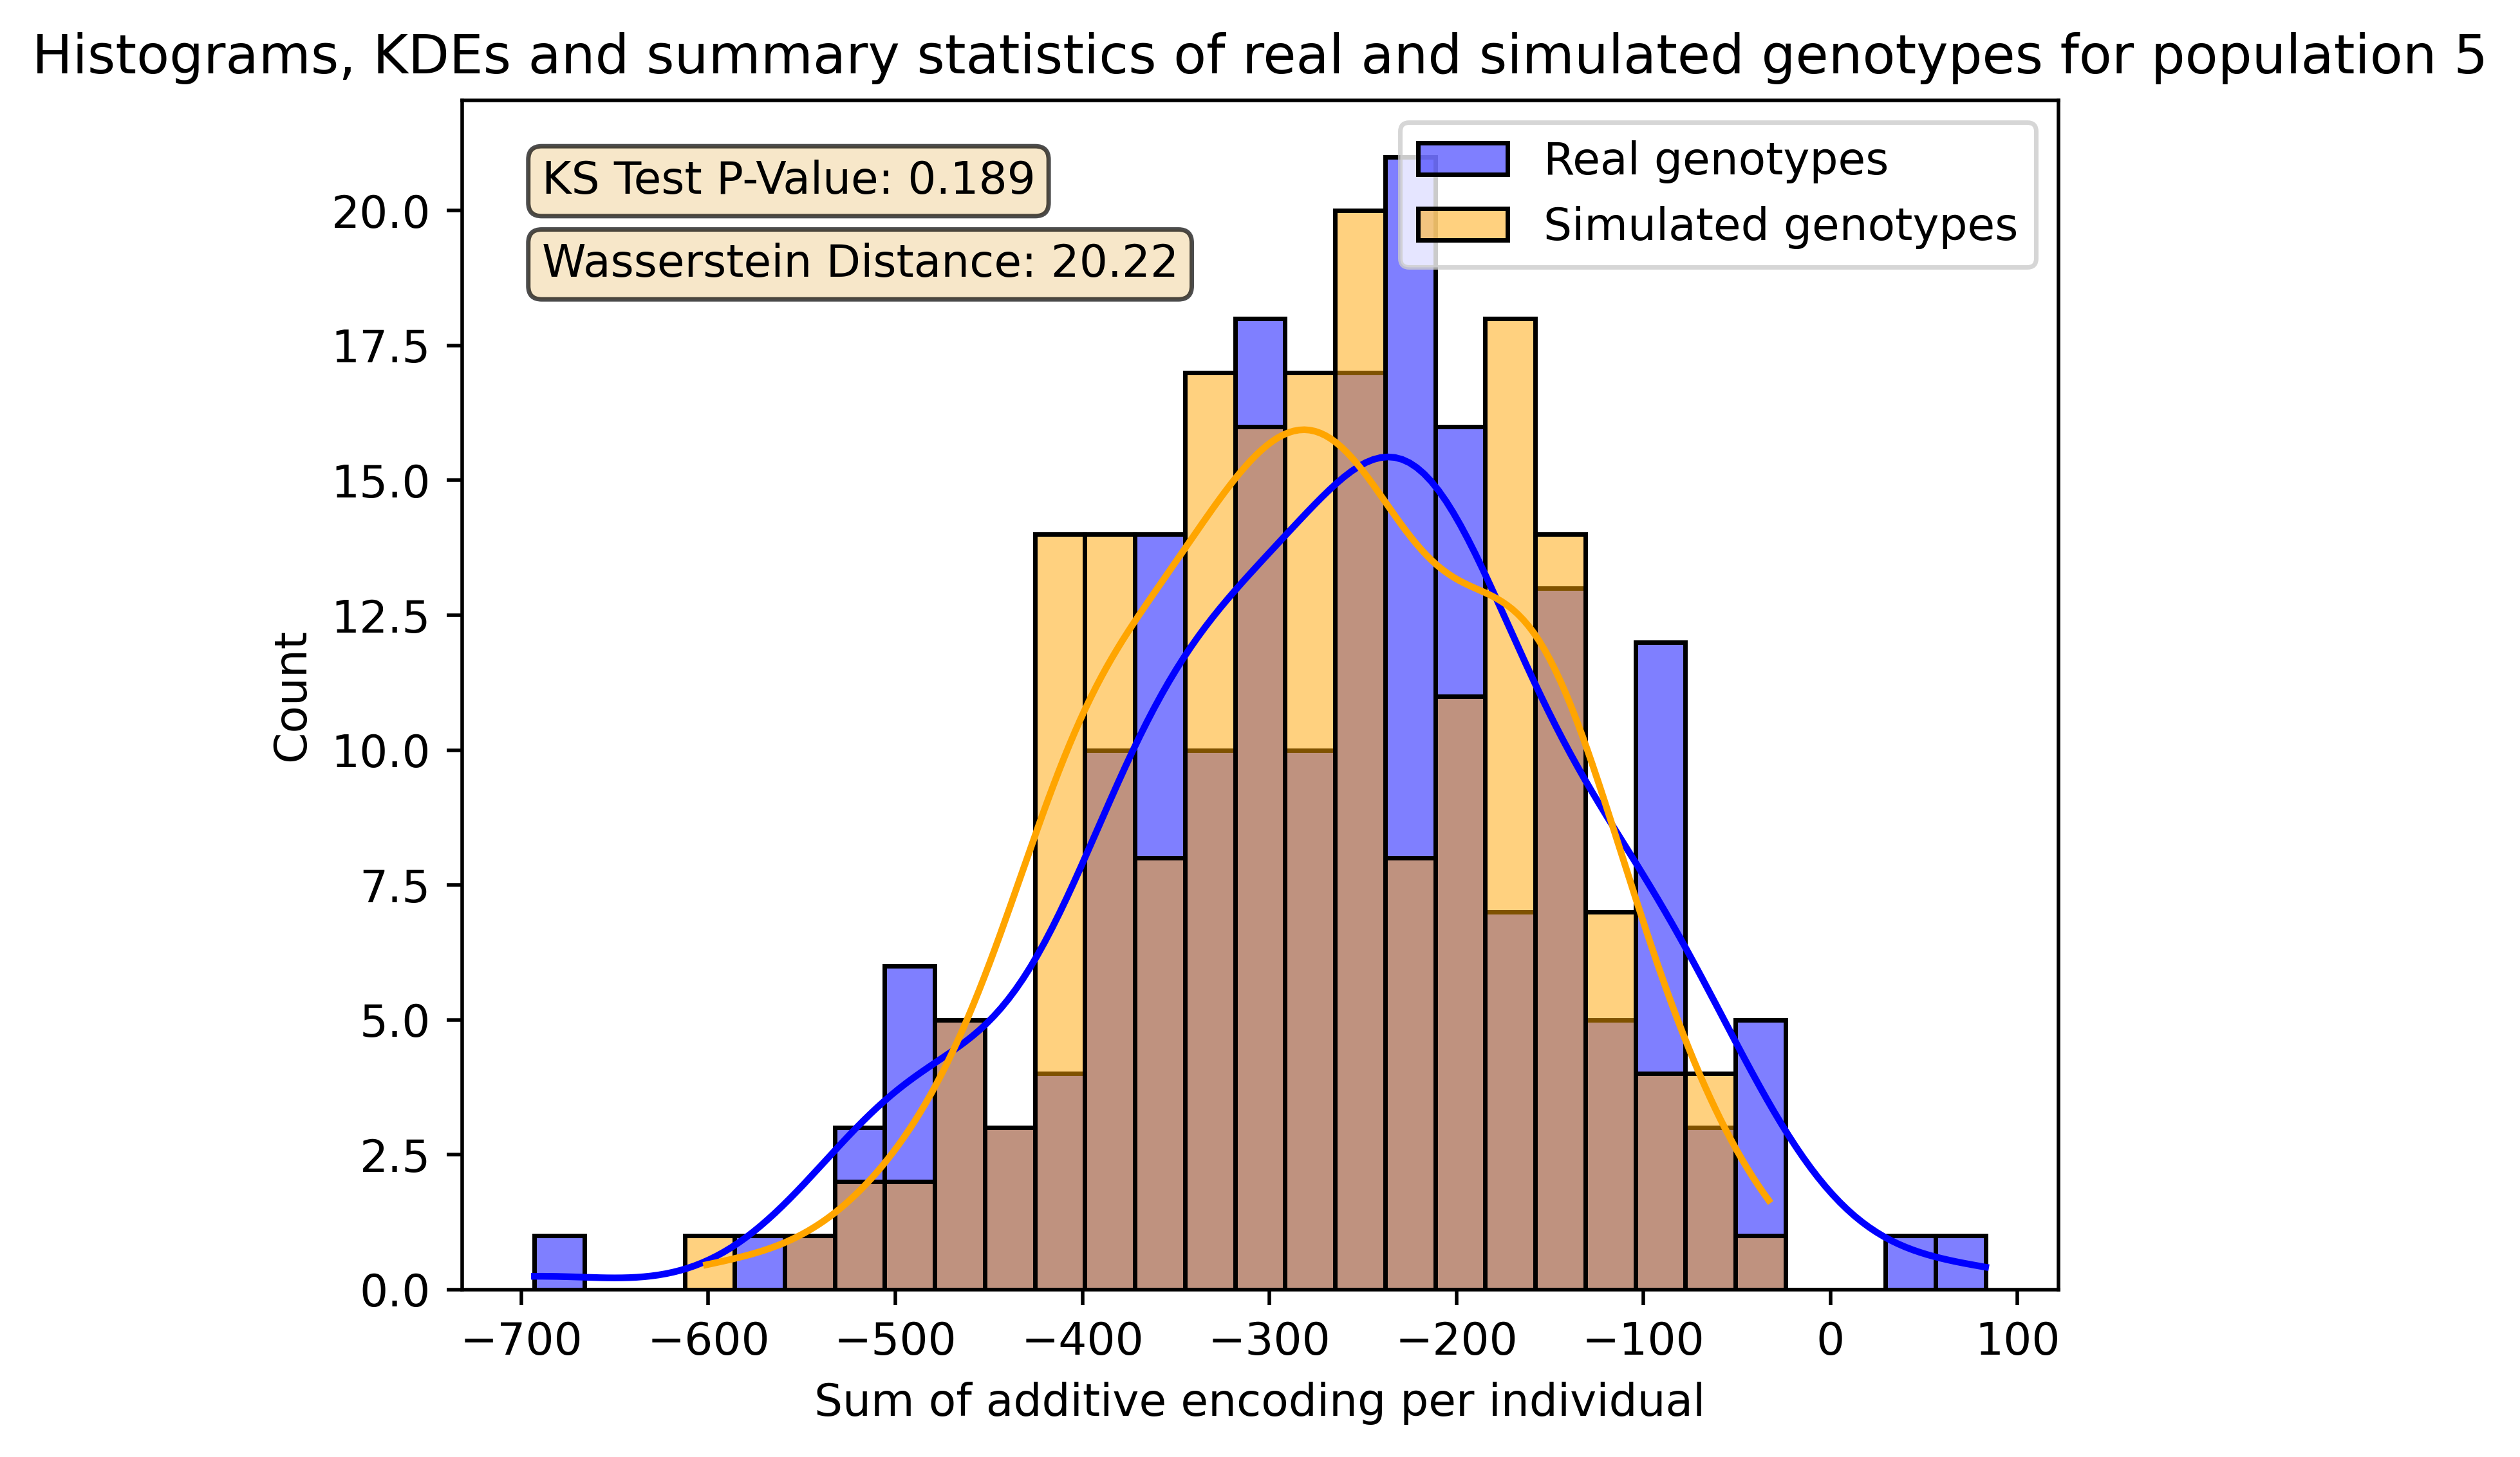 Histograms, KDEs and summary statistics of real and simulated genotypes for population 5
KS Test P-Value: 0.189
Wasserstein Distance: 20.22
Real genotypes
Simulated genotypes
Count
20.0
17.5
15.0
12.5
10.0
7.5
5.0
2.5
0.0
−700 −600 −500 −400 −300 −200 −100 0 100
Sum of additive encoding per individual